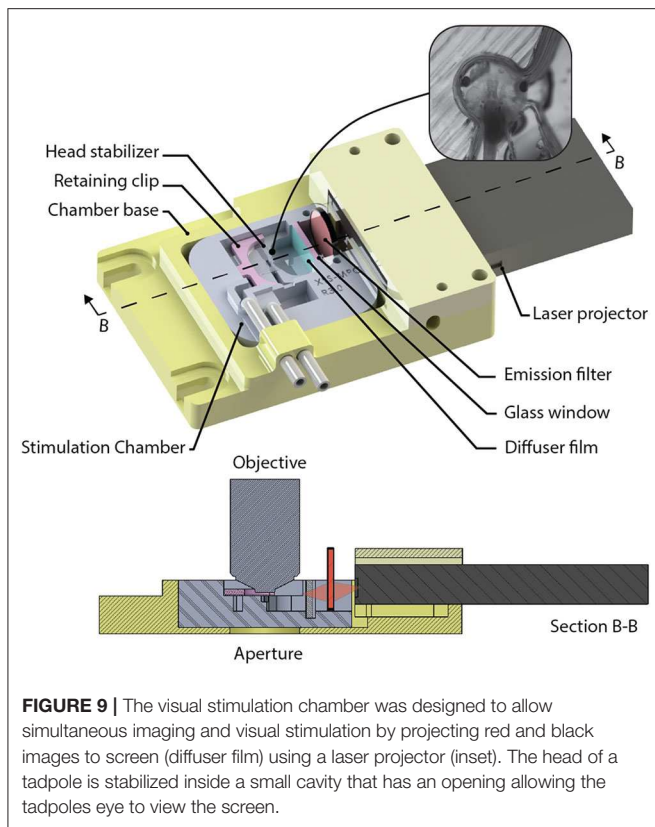 Head stabilizer
Retaining clip
Chamber base
B
B
Laser projector
Emission filter
Glass window
Diffuser film
Stimulation Chamber
Objective
Section B-B
Aperture
FIGURE 9 | The visual stimulation chamber was designed to allow
simultaneous imaging and visual stimulation by projecting red and black
images to screen (diffuser film) using a laser projector (inset). The head of a
tadpole is stabilized inside a small cavity that has an opening allowing the
tadpoles eye to view the screen.